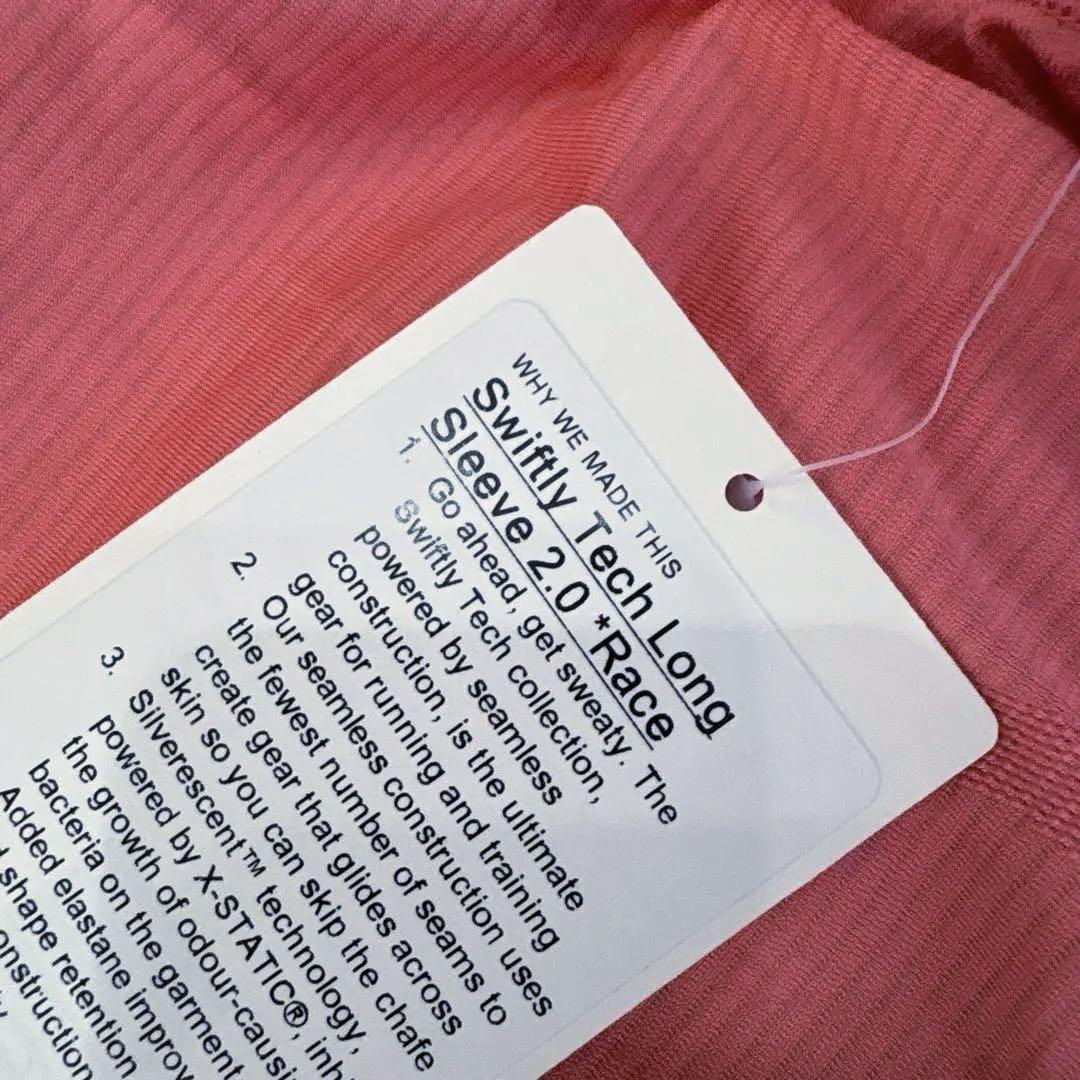 WHY WE MADE THIS
Swiftly Tech Long
Sleeve 2.0 *Race
1. Go ahead, get sweaty. The
Swiftly Tech collection,
powered by seamless
construction, is the ultimate
gear for running and training
2. Our seamless construction uses
the fewest number of seams to
create gear that glides across
skin so you can skip the chafe
3. Silverescent™ technology,
powered by X-STATIC®,
the growth of odour-
bacteria on the garment
Added elastane
shape retention